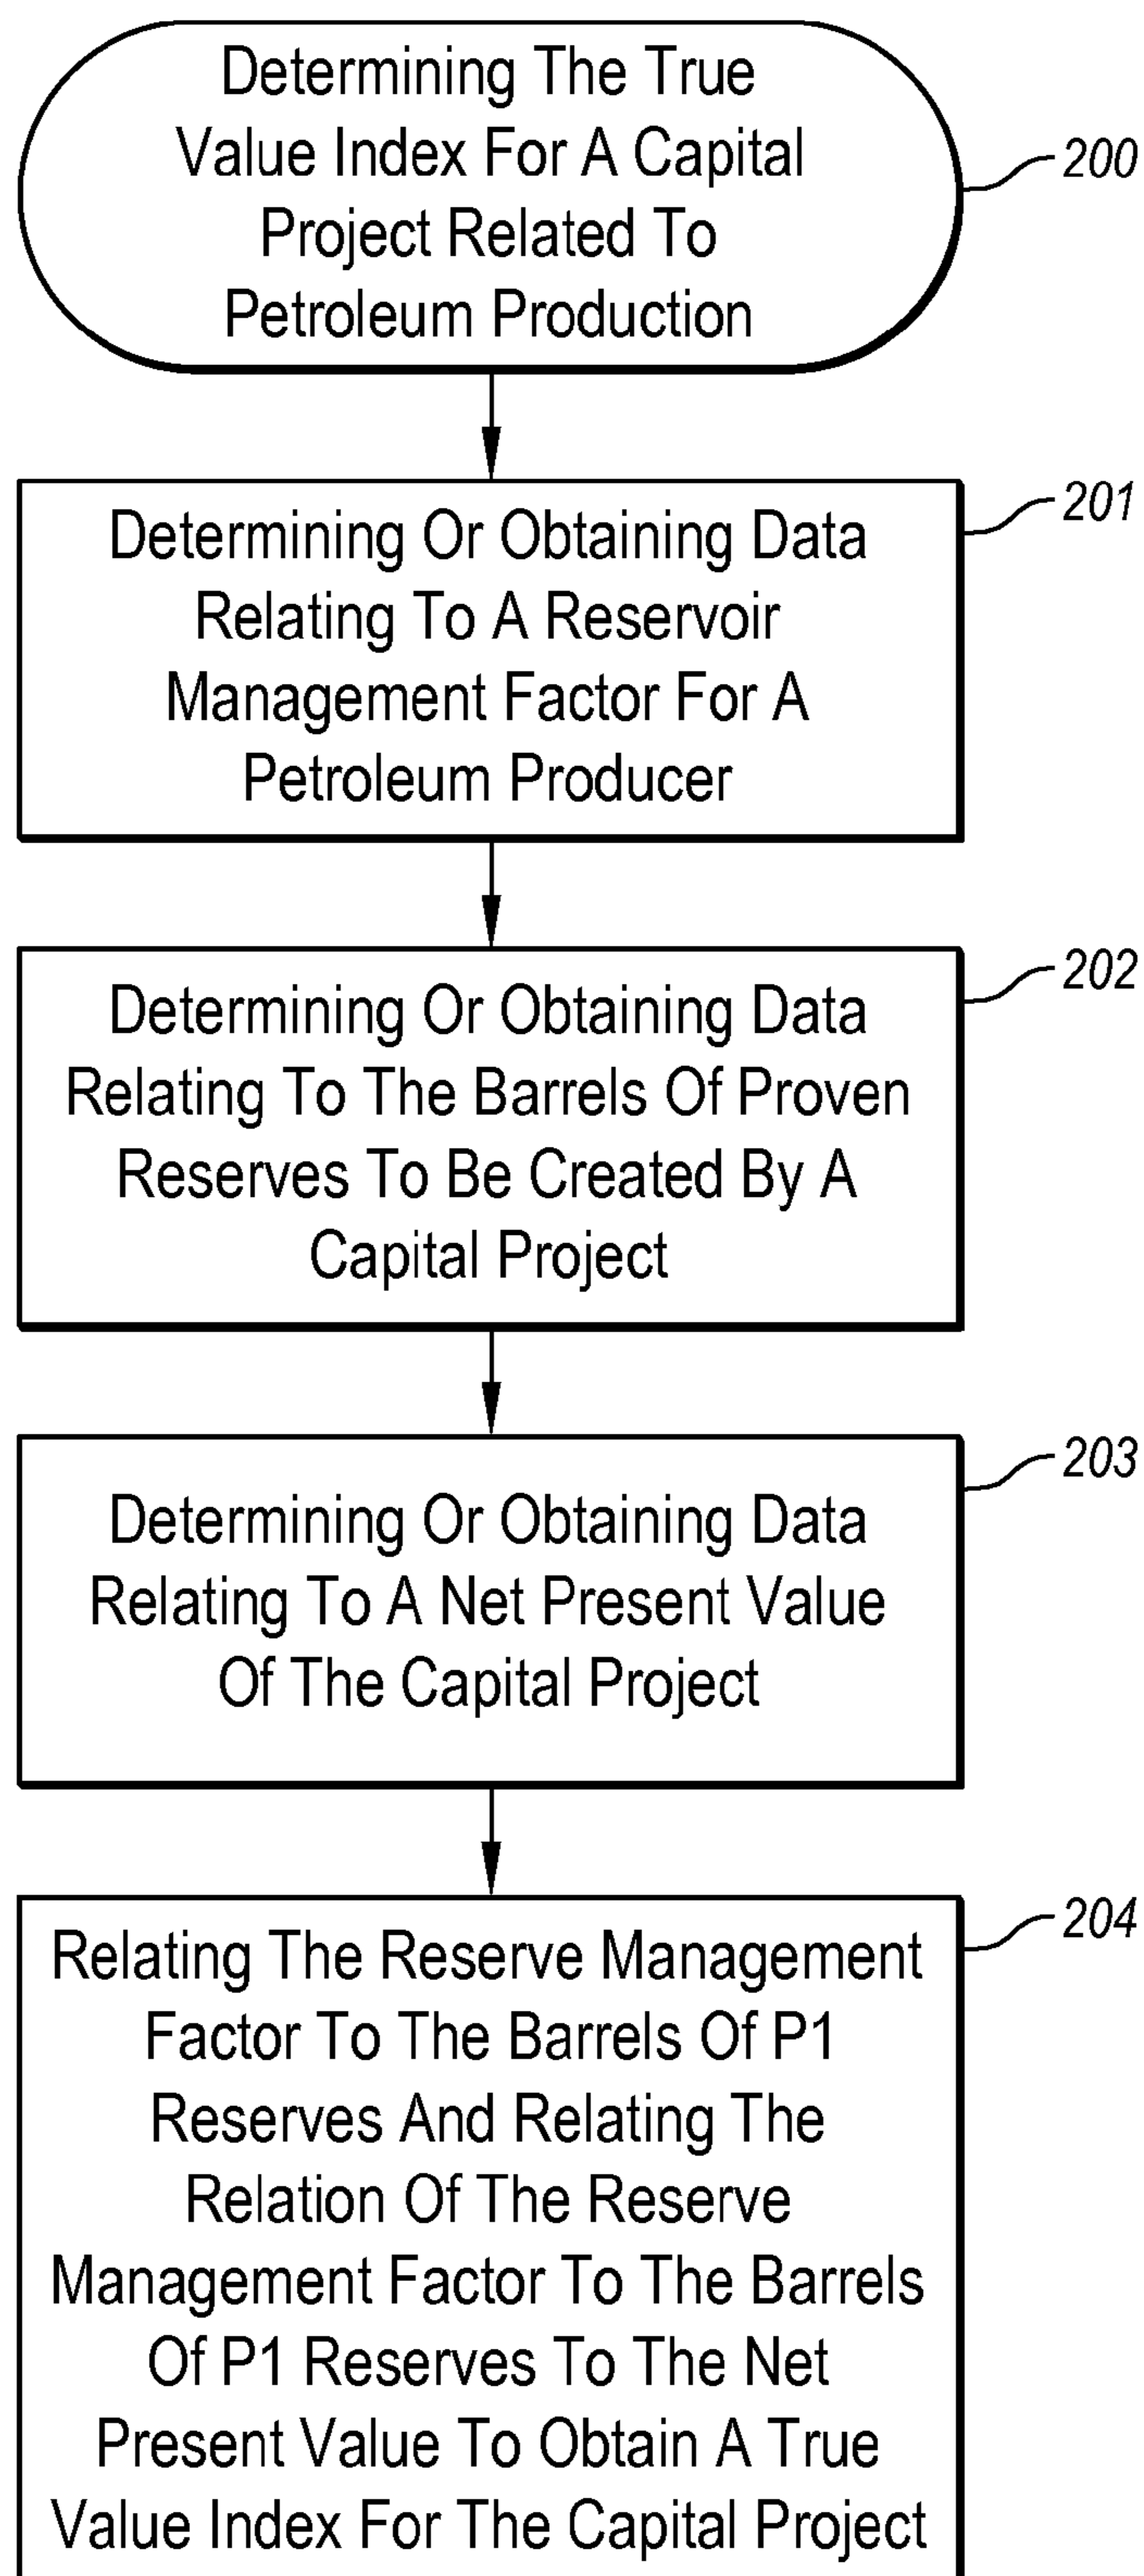 Determining The True
Value Index For A Capital
Project Related To
Petroleum Production
200
Determining Or Obtaining Data
Relating To A Reservoir
Management Factor For A
Petroleum Producer
201
Determining Or Obtaining Data
Relating To The Barrels Of Proven
Reserves To Be Created By A
Capital Project
202
Determining Or Obtaining Data
Relating To A Net Present Value
Of The Capital Project
203
Relating The Reserve Management
Factor To The Barrels Of P1
Reserves And Relating The
Relation Of The Reserve
Management Factor To The Barrels
Of P1 Reserves To The Net
Present Value To Obtain A True
Value Index For The Capital Project
204